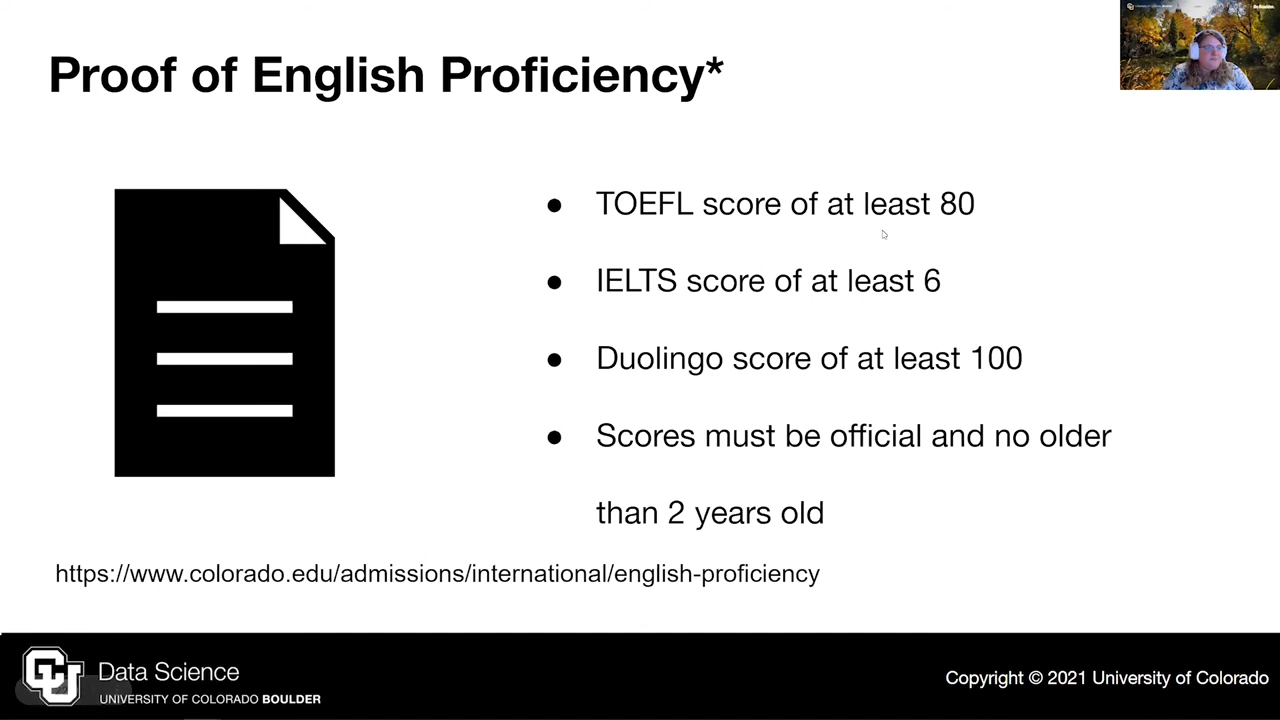 Proof of English Proficiency*
● TOEFL score of at least 80
● IELTS score of at least 6
● Duolingo score of at least 100
● Scores must be official and no older
than 2 years old
https://www.colorado.edu/admissions/international/english-proficiency
CU
Data Science
UNIVERSITY OF COLORADO BOULDER
Copyright © 2021 University of Colorado